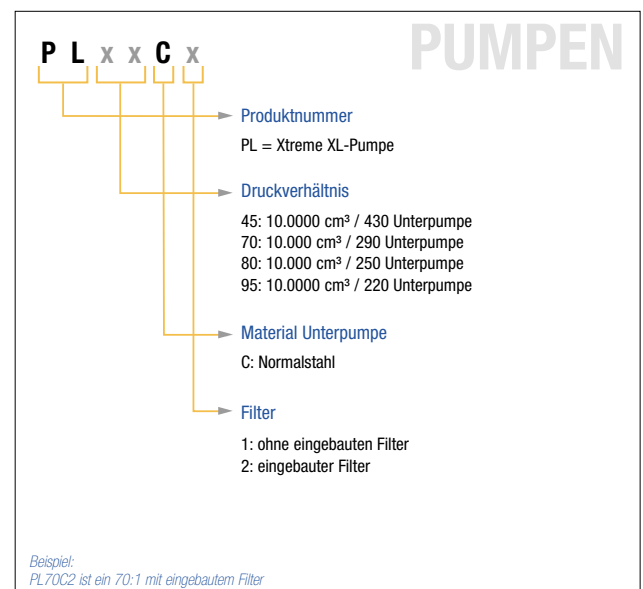 PUMPEN
P L x x C x
Produktnummer
PL = Xtreme XL-Pumpe
Druckverhältnis
45: 10.0000 cm³ / 430 Unterpumpe
70: 10.000 cm³ / 290 Unterpumpe
80: 10.000 cm³ / 250 Unterpumpe
95: 10.0000 cm³ / 220 Unterpumpe
Material Unterpumpe
C: Normalstahl
Filter
1: ohne eingebauten Filter
2: eingebauter Filter
Beispiel:
PL70C2 ist ein 70:1 mit eingebautem Filter